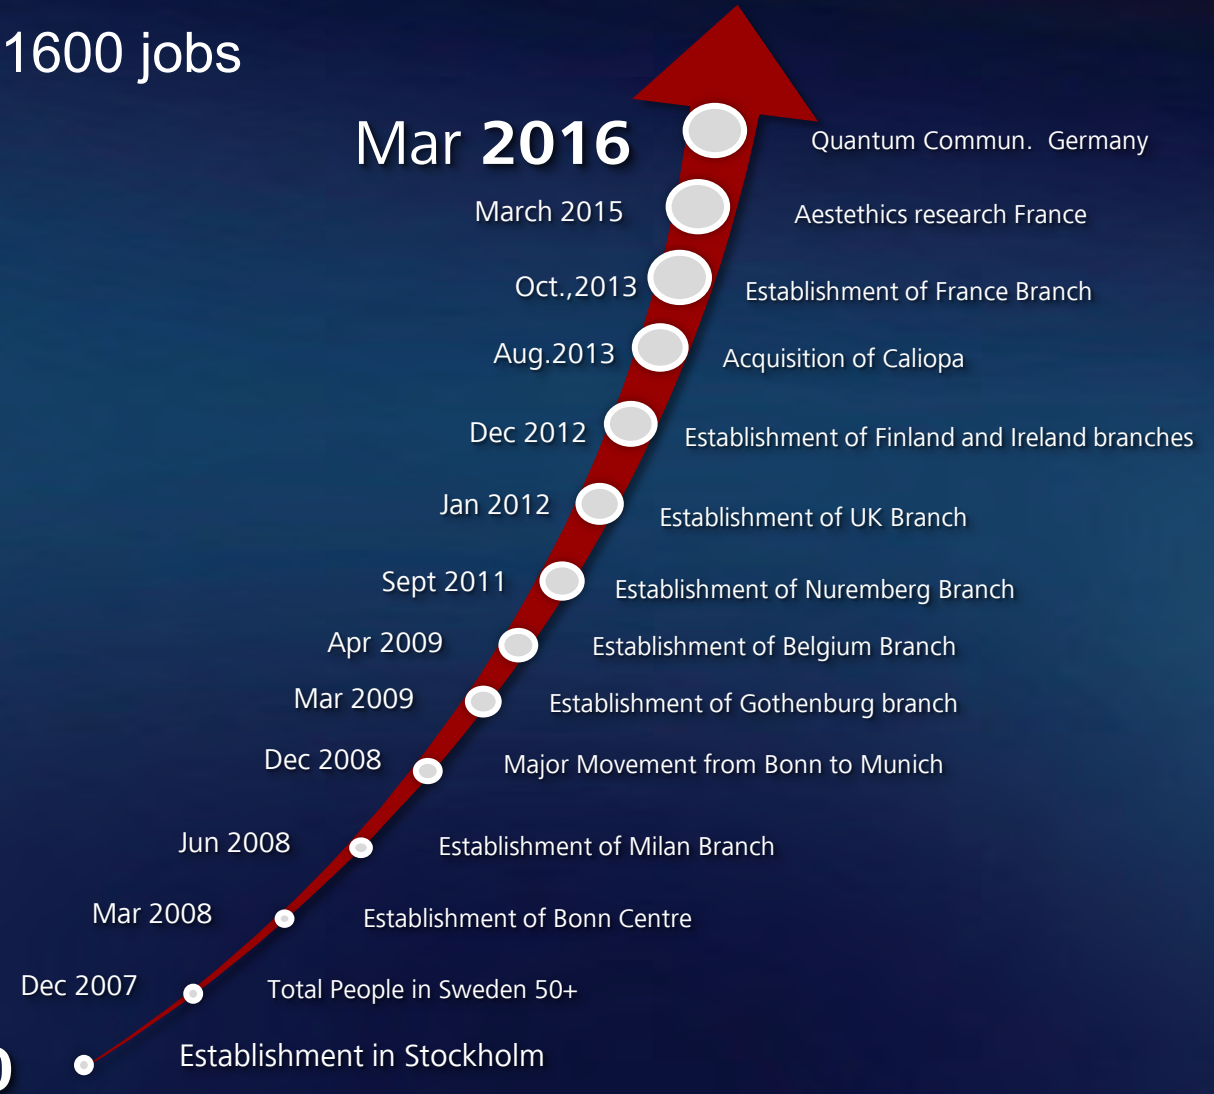 1600 jobs
Mar 2016
Quantum Commun.  Germany
March 2015
Aestethics research France
Oct.,2013
Establishment of France Branch
Aug.2013
Acquisition of Caliopa
Dec 2012
Establishment of Finland and Ireland branches
Jan 2012
Establishment of UK Branch
Sept 2011
Establishment of Nuremberg Branch
Apr 2009
Establishment of Belgium Branch
Mar 2009
Establishment of Gothenburg branch
Dec 2008
Major Movement from Bonn to Munich
Jun 2008
Establishment of Milan Branch
Mar 2008
Establishment of Bonn Centre
Dec 2007
Total People in Sweden 50+
Establishment in Stockholm